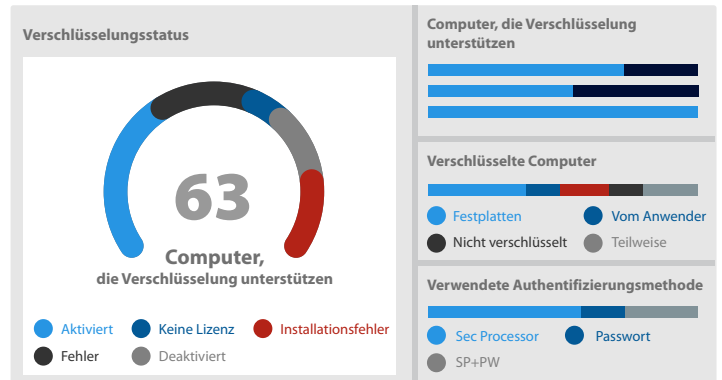 Verschlüsselungsstatus
63
Computer,
die Verschlüsselung unterstützen
Aktiviert
Keine Lizenz
Installationsfehler
Fehler
Deaktiviert
Computer, die Verschlüsselung
unterstützen
Verschlüsselte Computer
Festplatten
Vom Anwender
Nicht verschlüsselt
Teilweise
Verwendete Authentifizierungsmethode
Sec Processor
Passwort
SP+PW